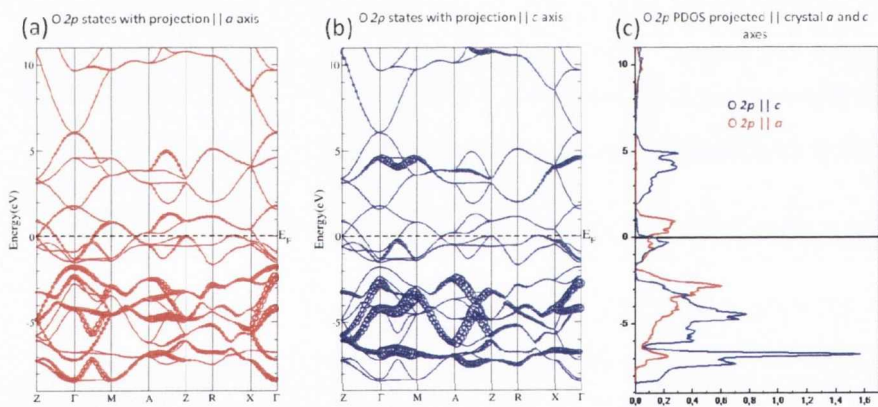 (a) O 2p states with projection || a axis
Energy(eV)
10
5
0
-5
E_F
Z Γ M A Z R X Γ
(b) O 2p states with projection || c axis
Energy(eV)
10
5
0
-5
E_F
Z Γ M A Z R X Γ
(c) O 2p PDOS projected || crystal a and c
axes
O 2p || c
O 2p || a
10
5
0
-5
0,0 0,2 0,4 0,6 0,8 1,0 1,2 1,4 1,6